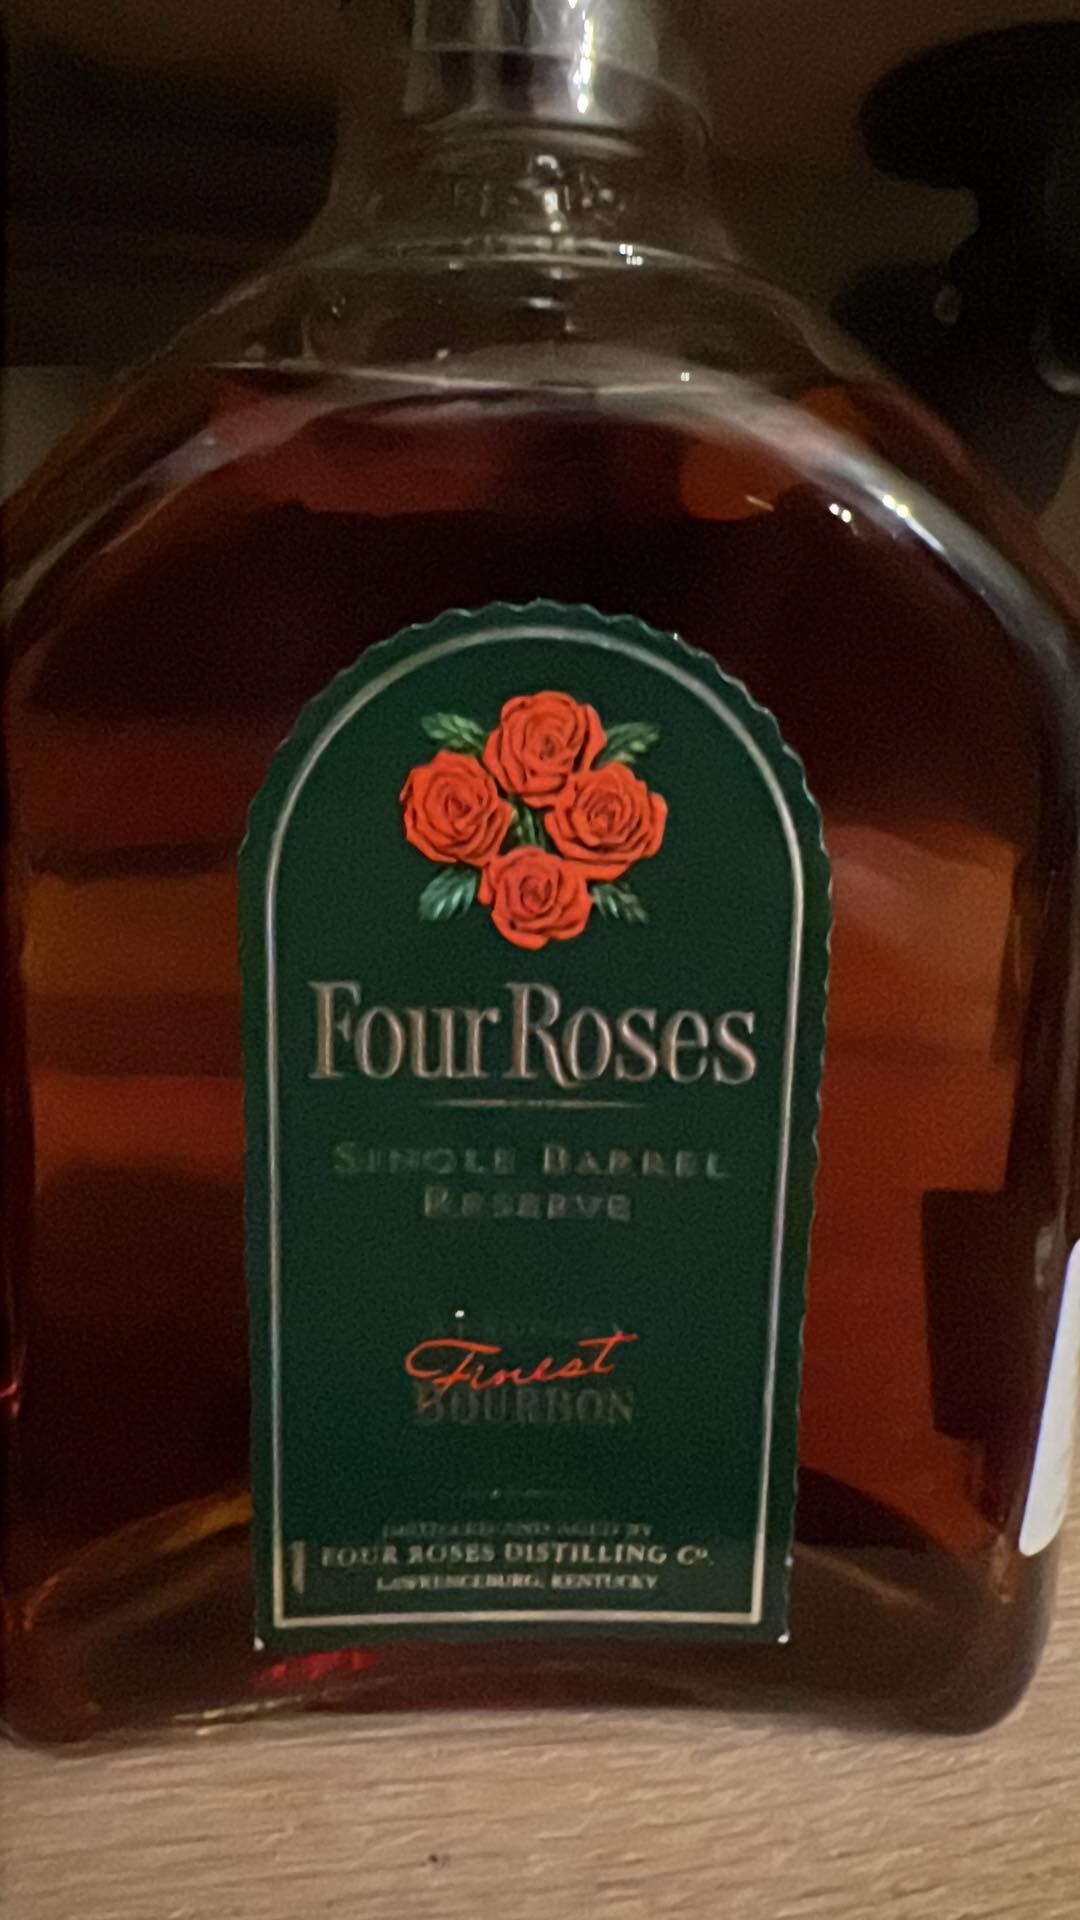 Four Roses
SINGLE BARREL
RESERVE
Finest
BOURBON
DISTILLED AND AGED BY
FOUR ROSES DISTILLING Co.
LAWRENCEBURG, KENTUCKY